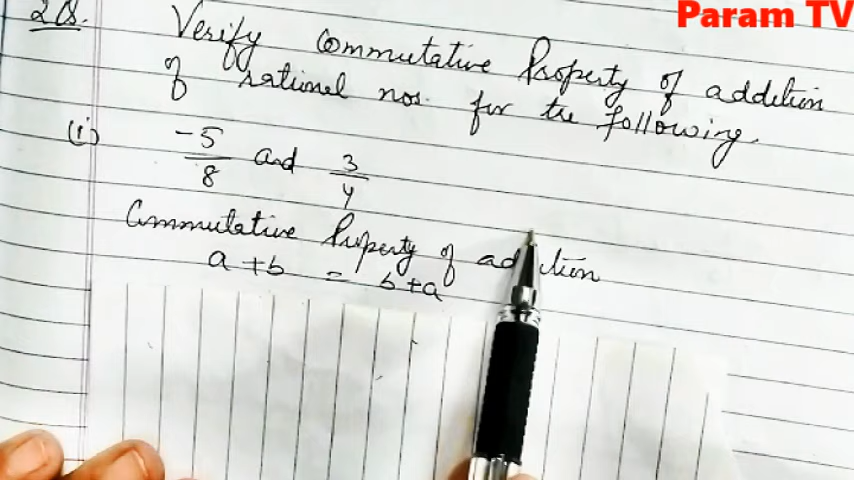 Param TV
2Q. Verify Commutative Property of addition
of rational nos. for the following.
(i) -5/8 and 3/4
Commutative Property of addition
a + b = b + a